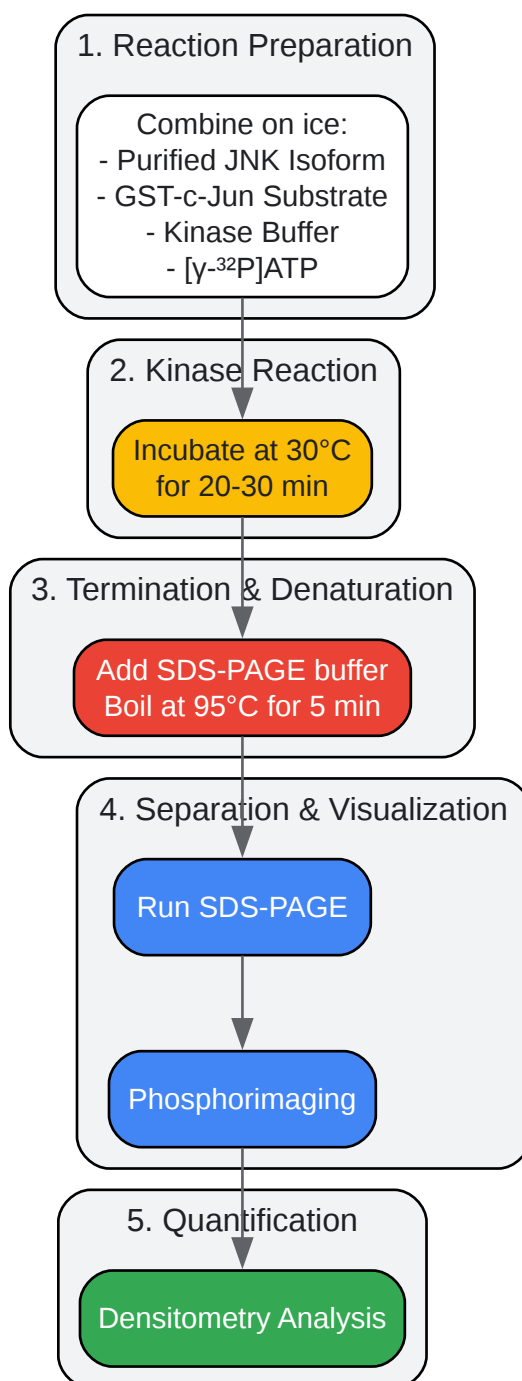 1. Reaction Preparation
Combine on ice:
- Purified JNK Isoform
- GST-c-Jun Substrate
- Kinase Buffer
- [γ-³²P]ATP
2. Kinase Reaction
Incubate at 30°C
for 20-30 min
3. Termination & Denaturation
Add SDS-PAGE buffer
Boil at 95°C for 5 min
4. Separation & Visualization
Run SDS-PAGE
Phosphorimaging
5. Quantification
Densitometry Analysis